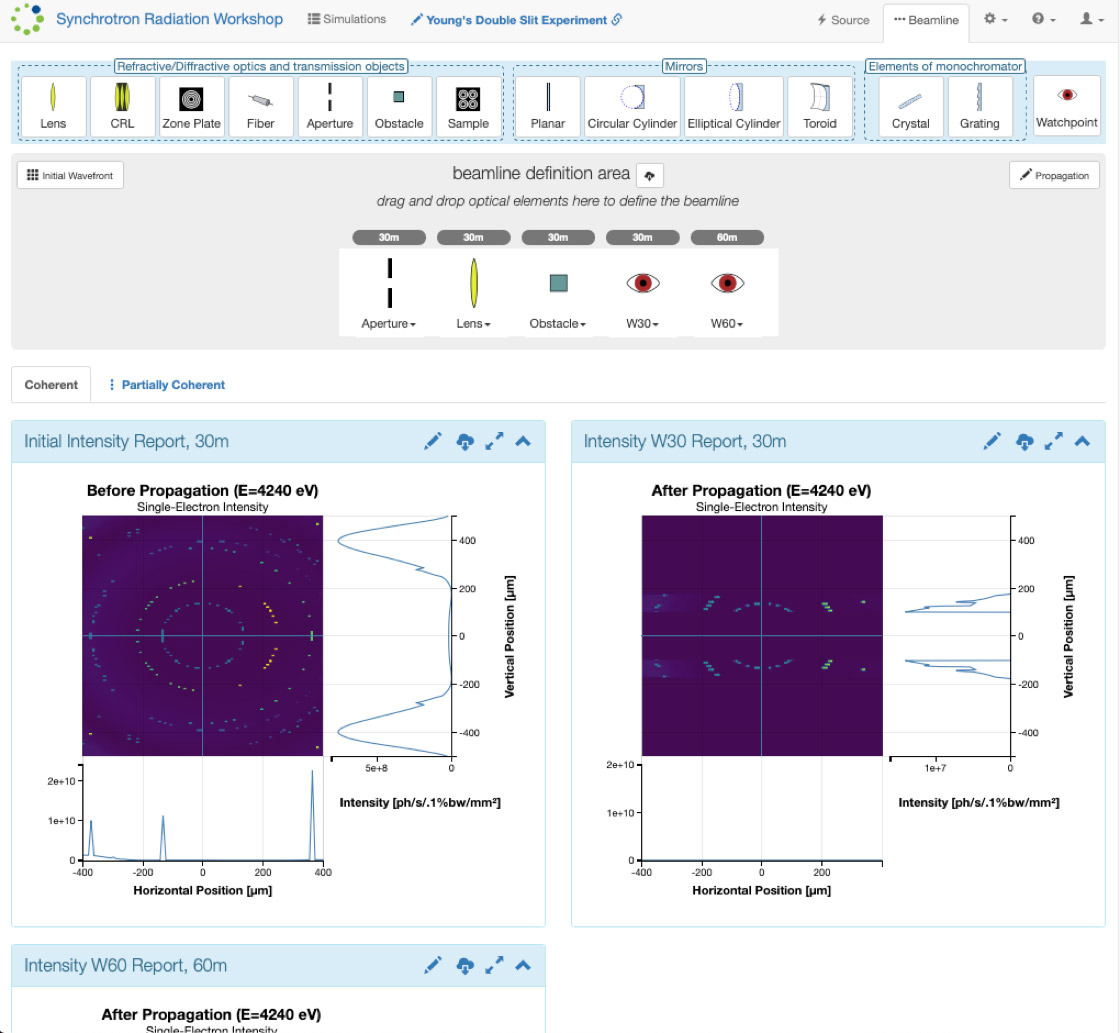 Synchrotron Radiation Workshop Simulations Young's Double Slit Experiment Source Beamline
Refractive/Diffractive optics and transmission objects Mirrors Elements of monochromator
Lens CRL Zone Plate Fiber Aperture Obstacle Sample Planar Circular Cylinder Elliptical Cylinder Toroid Crystal Grating Watchpoint
Initial Wavefront beamline definition area Propagation
drag and drop optical elements here to define the beamline
30m 30m 30m 30m 60m
Aperture Lens Obstacle W30 W60
Coherent Partially Coherent
Initial Intensity Report, 30m
Before Propagation (E=4240 eV)
Single-Electron Intensity
400
200
0
-200
-400
Vertical Position [μm]
5e+8 0
Intensity [ph/s/.1%bw/mm²]
2e+10
1e+10
0
-400 -200 0 200 400
Horizontal Position [μm]
Intensity W30 Report, 30m
After Propagation (E=4240 eV)
Single-Electron Intensity
400
200
0
-200
-400
Vertical Position [μm]
1e+7 0
Intensity [ph/s/.1%bw/mm²]
2e+10
1e+10
0
-400 -200 0 200
Horizontal Position [μm]
Intensity W60 Report, 60m
After Propagation (E=4240 eV)
Single-Electron Intensity